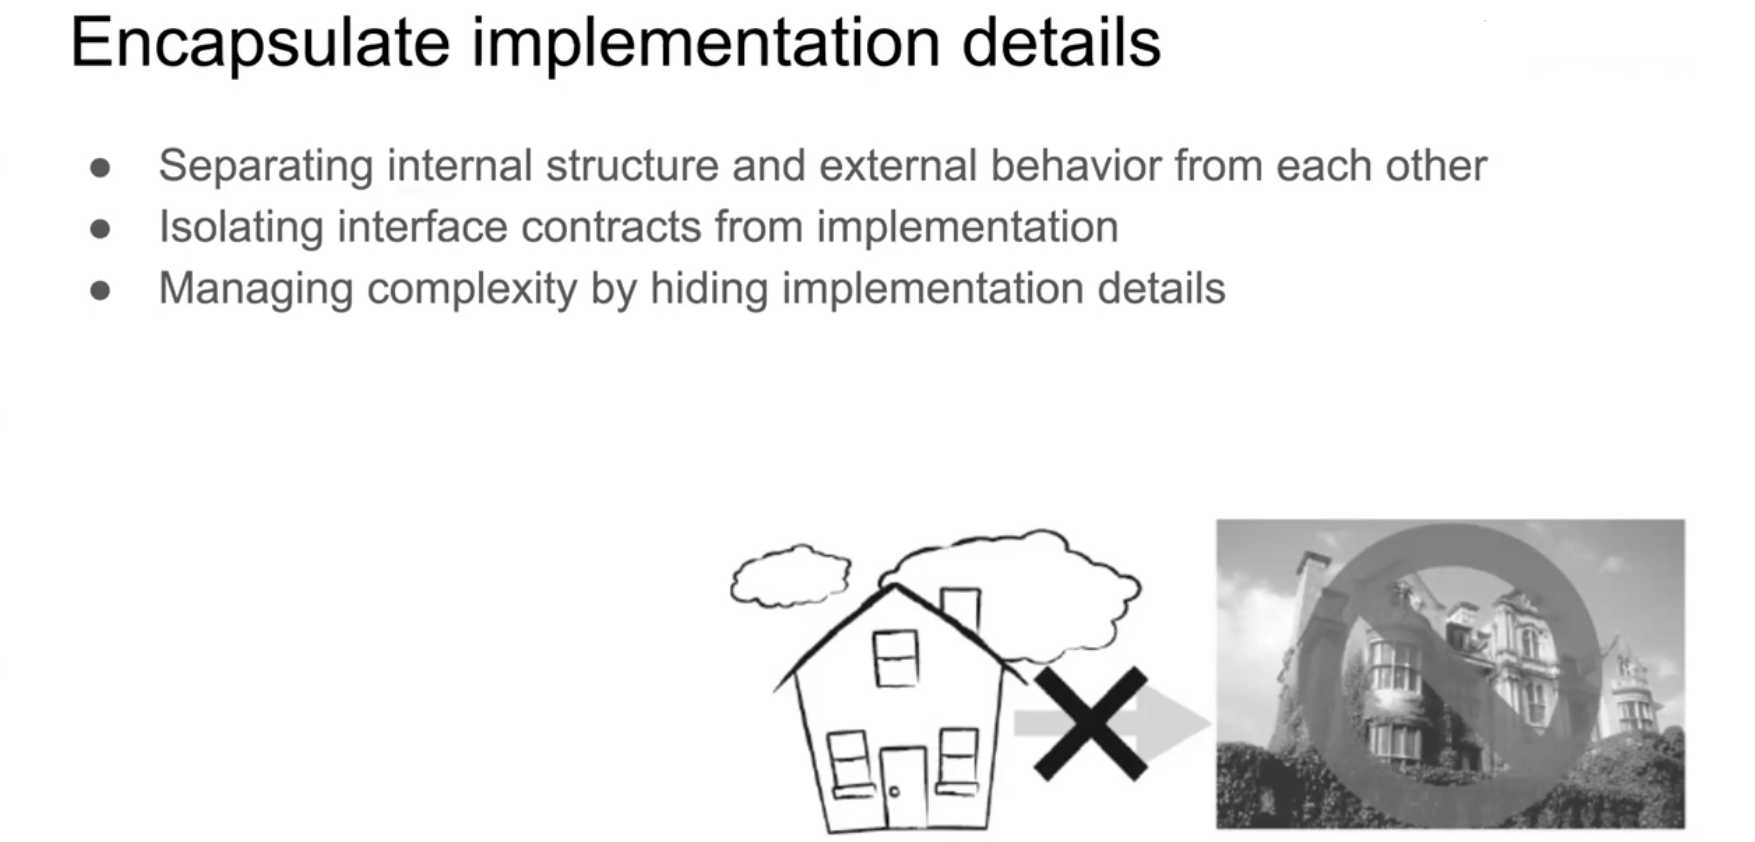 Encapsulate implementation details
● Separating internal structure and external behavior from each other
● Isolating interface contracts from implementation
● Managing complexity by hiding implementation details